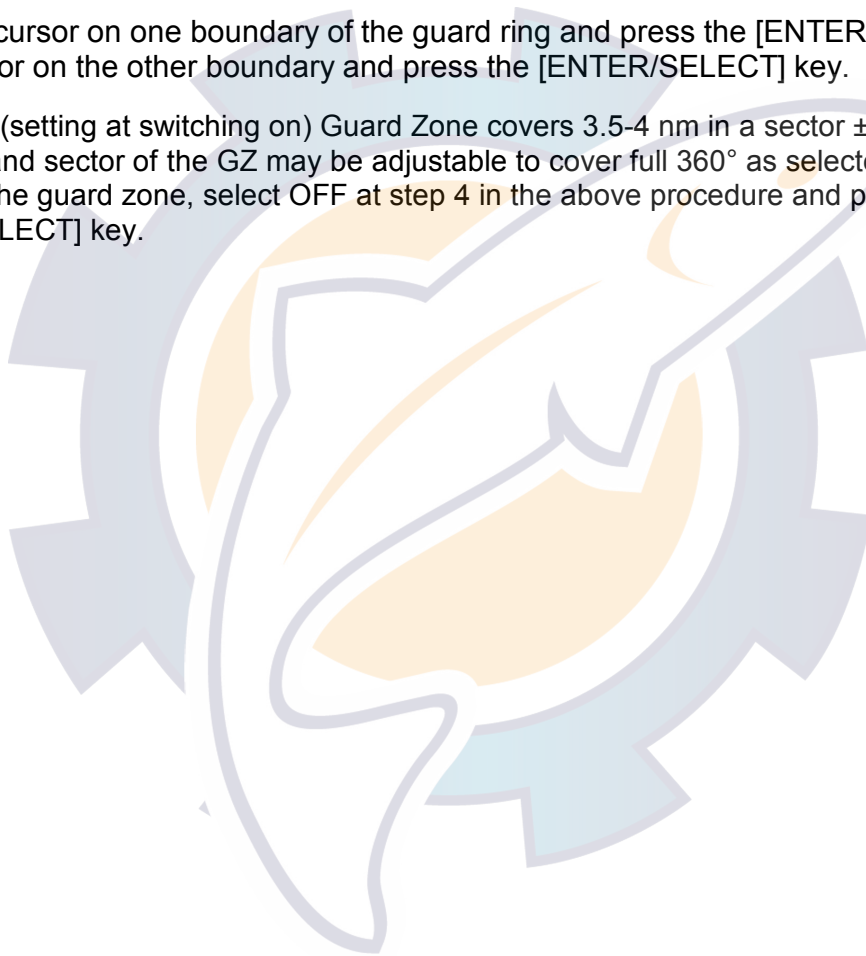 cursor on one boundary of the guard ring and press the [ENTER
or on the other boundary and press the [ENTER/SELECT] key.
(setting at switching on) Guard Zone covers 3.5-4 nm in a sector ±
and sector of the GZ may be adjustable to cover full 360° as select
he guard zone, select OFF at step 4 in the above procedure and p
LECT] key.